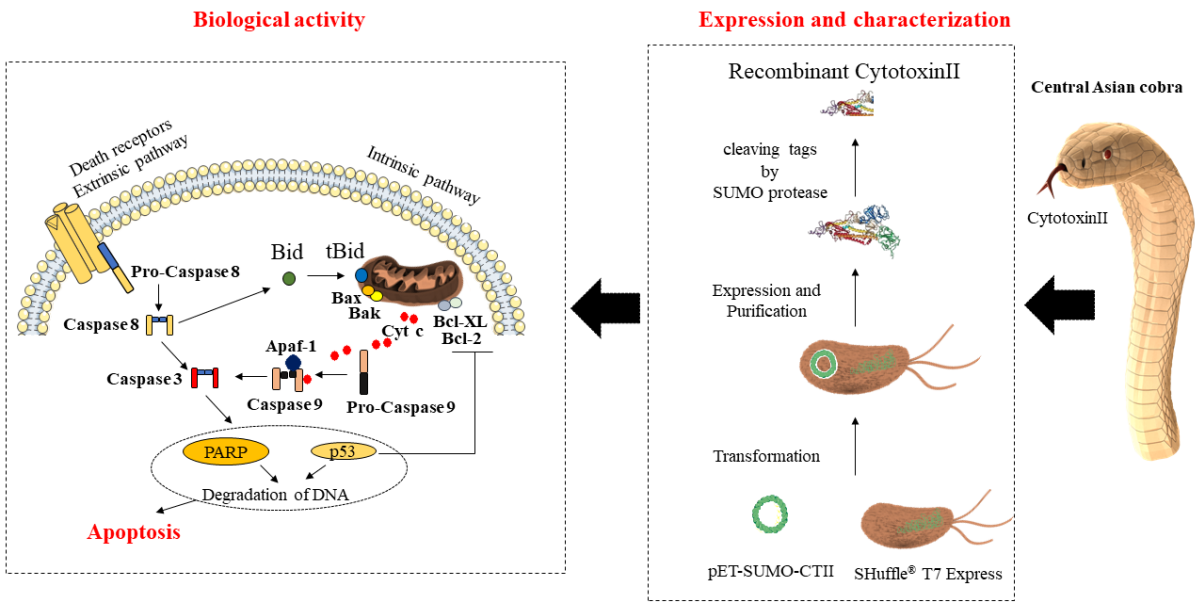 Biological activity
Death receptors
Extrinsic pathway
Intrinsic pathway
Bid
tBid
Pro-Caspase 8
Bax
Bak
Caspase 8
Cyt c
Bcl-XL
Bcl-2
Apaf-1
Caspase 3
Caspase 9
Pro-Caspase 9
PARP
p53
Degradation of DNA
Apoptosis
Expression and characterization
Recombinant CytotoxinII
cleaving tags
by
SUMO protease
Expression and
Purification
Transformation
pET-SUMO-CTII
SHuffle® T7 Express
Central Asian cobra
CytotoxinII